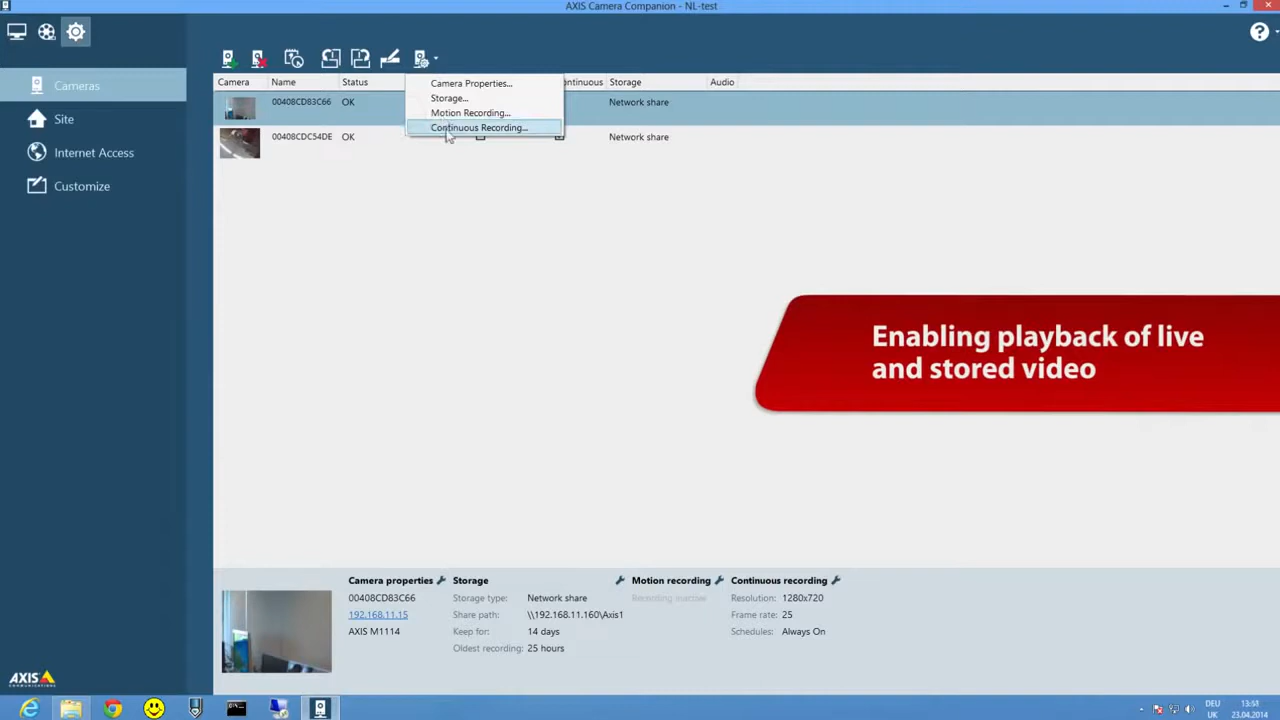 AXIS Camera Companion - NL-test
Cameras
Site
Internet Access
Customize
Camera Name Status Continuous Storage Audio
Camera Properties...
Storage...
Motion Recording...
Continuous Recording...
00408CD83C66 OK Network share
00408CDC54DE OK Network share
Enabling playback of live
and stored video
Camera properties Storage Motion recording Continuous recording
00408CD83C66 Storage type: Network share Recording inactive Resolution: 1280x720
192.168.11.15 Share path: \\192.168.11.160\Axis1 Frame rate: 25
AXIS M1114 Keep for: 14 days Schedules: Always On
Oldest recording: 25 hours
AXIS
COMMUNICATIONS
DEU 13:51
UK 23.04.2014